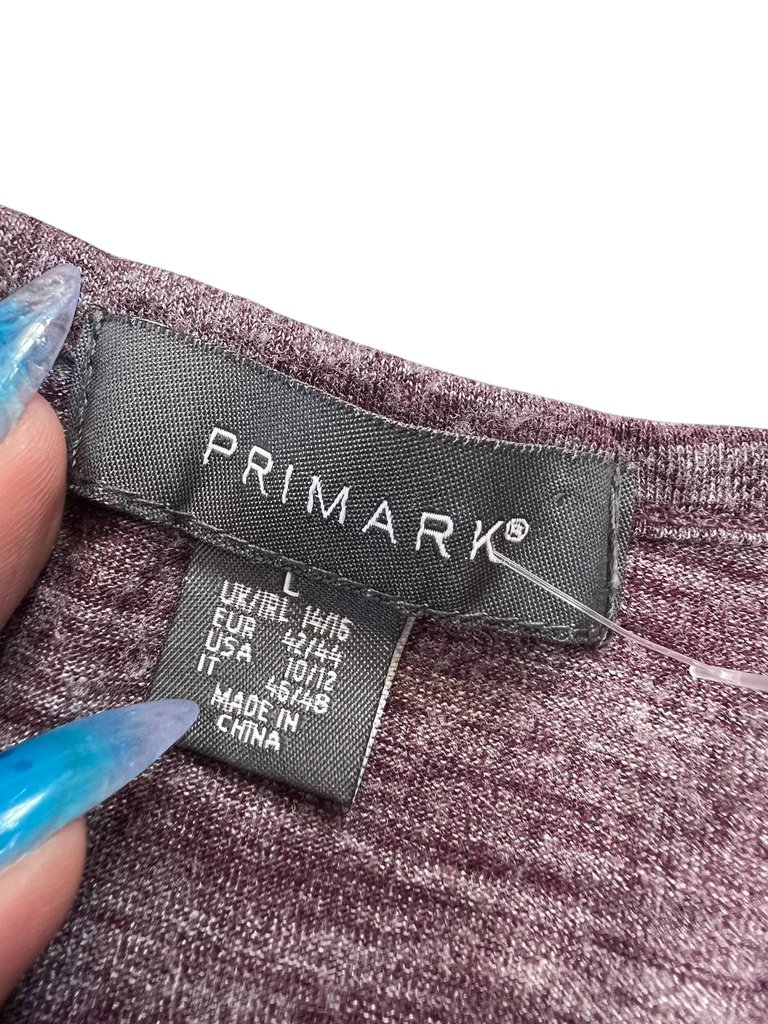 PRIMARK®
L
UK/IRL 14/16
EUR 42/44
USA 10/12
IT 46/48
MADE IN
CHINA